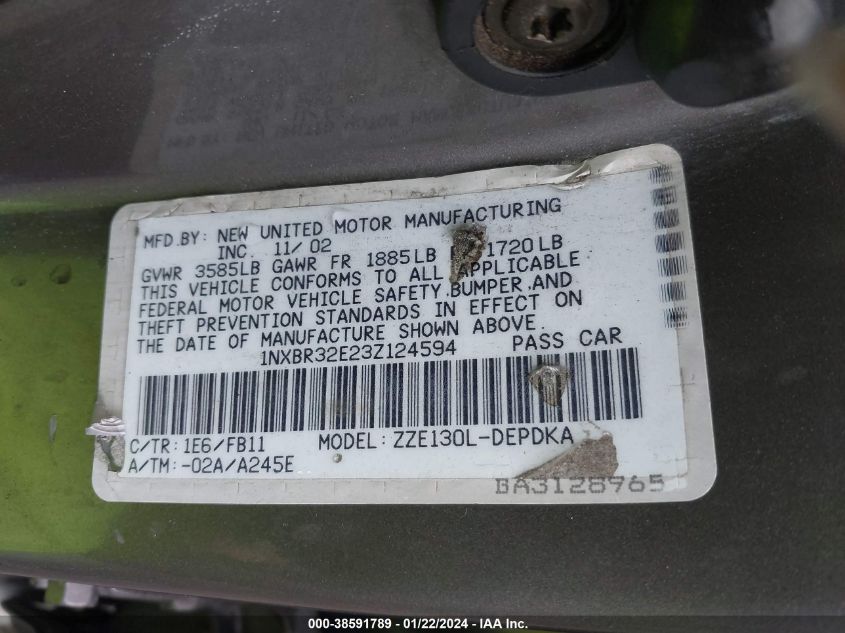 MFD.BY: NEW UNITED MOTOR MANUFACTURING
INC. 11/02
GVWR 3585LB GAWR FR 1885LB 1720LB
THIS VEHICLE CONFORMS TO ALL APPLICABLE
FEDERAL MOTOR VEHICLE SAFETY,BUMPER,AND
THEFT PREVENTION STANDARDS IN EFFECT ON
THE DATE OF MANUFACTURE SHOWN ABOVE.
1NXBR32E23Z124594 PASS CAR
C/TR: 1E6/FB11 MODEL: ZZE130L-DEPDKA
A/TM: -02A/A245E
BA3128965
000-38591789 - 01/22/2024 - IAA Inc.